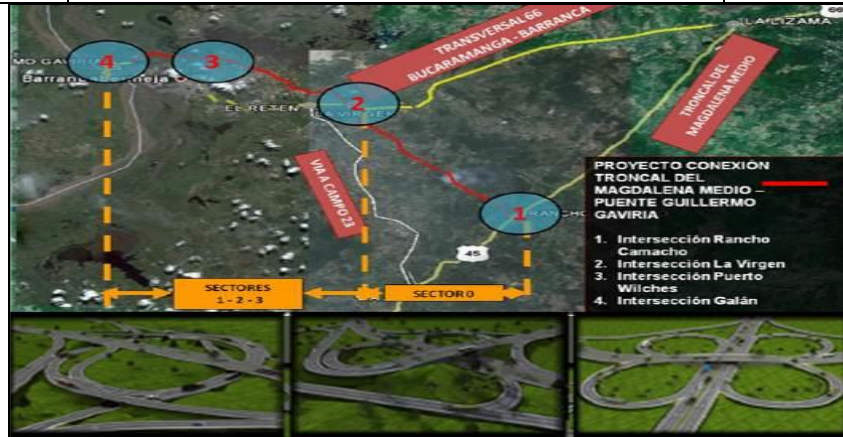 TRANSVERSAL 66
BUCARAMANGA - BARRANCA
LA LIZAMA
66
MO GAVIRIA
4
3
Barrancabermeja
EL RETEN
2
LA VIRGEN
TRONCAL DEL
MAGDALENA MEDIO
VIA A CAMPO 23
1
RANCHO
45
PROYECTO CONEXIÓN
TRONCAL DEL
MAGDALENA MEDIO –
PUENTE GUILLERMO
GAVIRIA
1. Intersección Rancho
Camacho
2. Intersección La Virgen
3. Intersección Puerto
Wilches
4. Intersección Galán
SECTORES
1 - 2 - 3
SECTOR 0